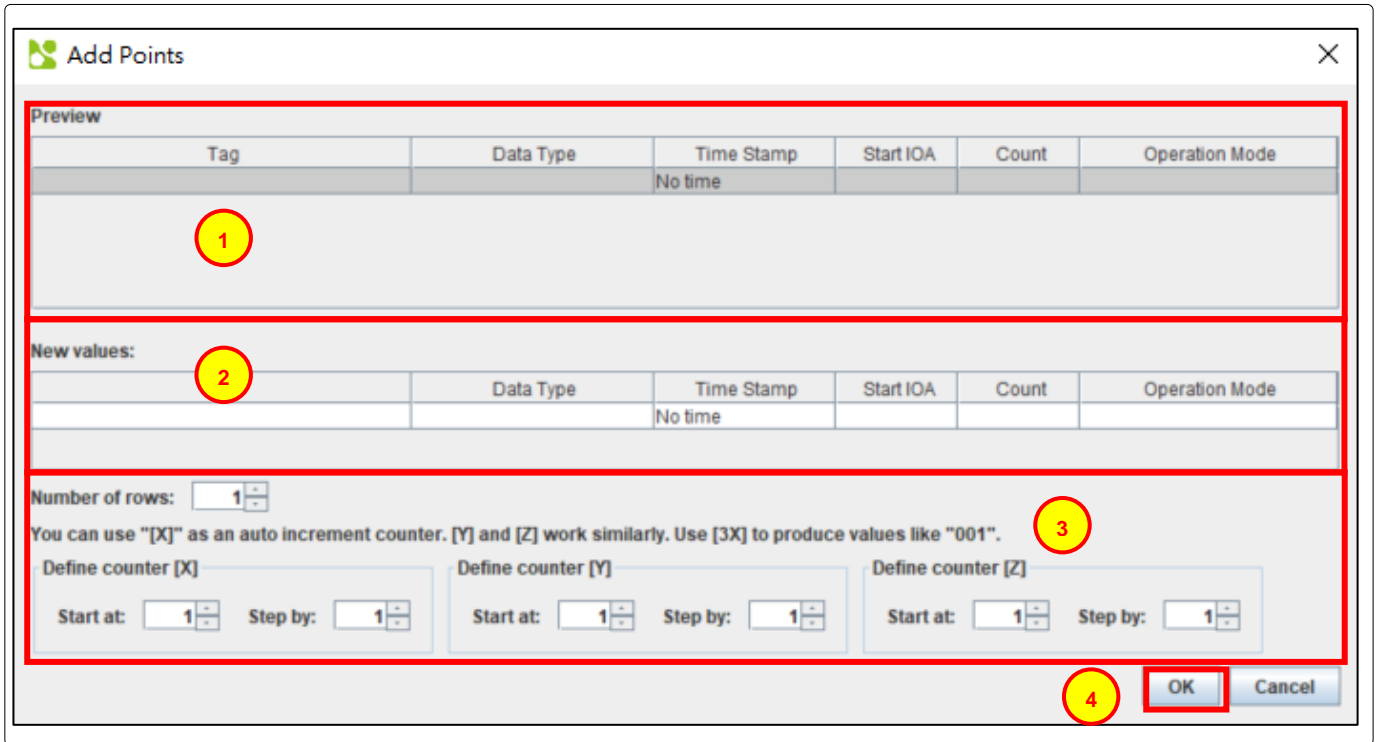 Add Points
Preview
Tag Data Type Time Stamp Start IOA Count Operation Mode
No time
1
New values:
2
Data Type Time Stamp Start IOA Count Operation Mode
No time
Number of rows: 1
You can use "[X]" as an auto increment counter. [Y] and [Z] work similarly. Use [3X] to produce values like "001".
3
Define counter [X] Define counter [Y] Define counter [Z]
Start at: 1 Step by: 1 Start at: 1 Step by: 1 Start at: 1 Step by: 1
4 OK Cancel